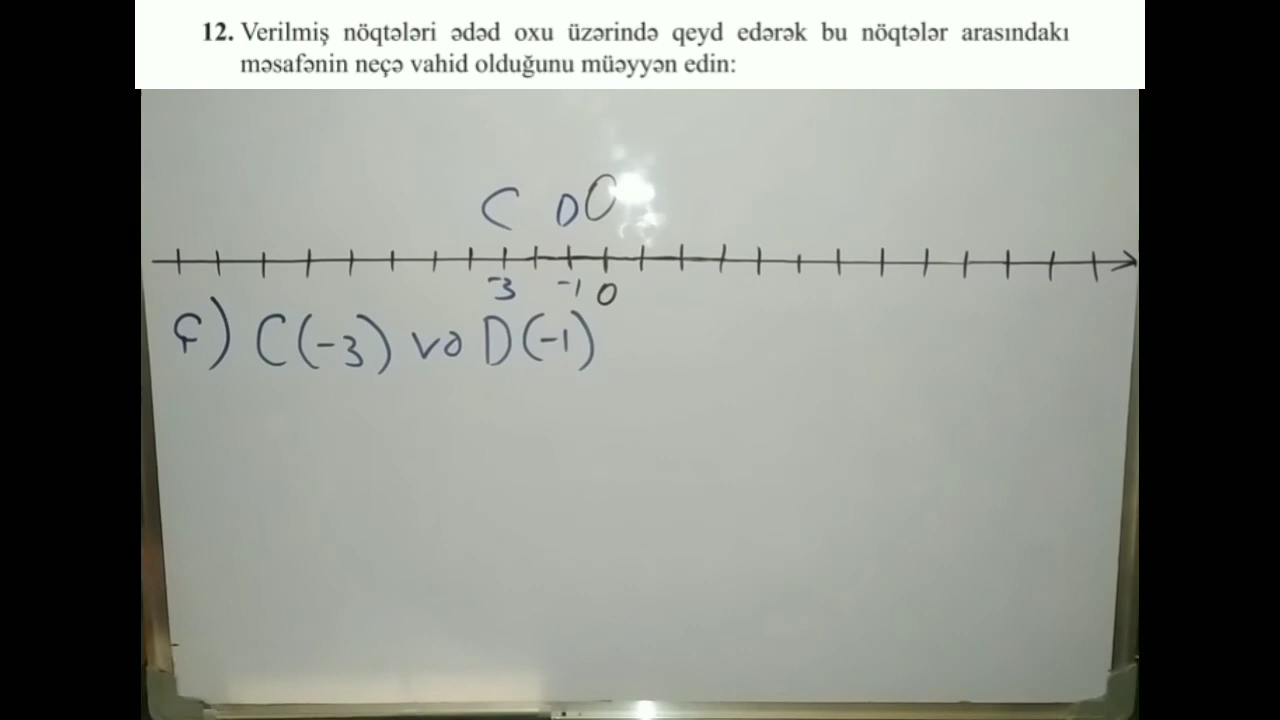 12. Verilmiş nöqtələri ədəd oxu üzərində qeyd edərək bu nöqtələr arasındakı
məsafənin neçə vahid olduğunu müəyyən edin:
C D O
-3 -1 0
ç) C(-3) və D(-1)